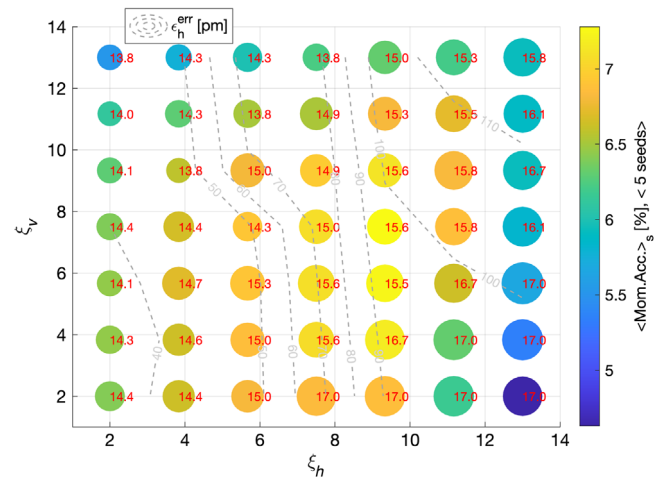 ϵ_h^err [pm]
14
13.8 14.3 14.3 13.8 15.0 15.3 15.8
7
12
14.0 14.3 13.8 14.9 15.3 15.5 16.1
110
100
10
14.1 13.8 15.0 14.9 15.6 15.8 16.7
50 60 70 80 90
6.5
8
14.4 14.4 14.3 15.0 15.6 15.8 16.1
6
100
6
14.1 14.7 15.3 15.6 15.5 16.7 17.0
5.5
4
14.3 14.6 15.0 15.6 16.7 17.0 17.0
40 60 80
5
2
14.4 14.4 15.0 17.0 17.0 17.0 17.0
2 4 6 8 10 12 14
ξ_h
ξ_v
<Mom.Acc.>_s [%], < 5 seeds>